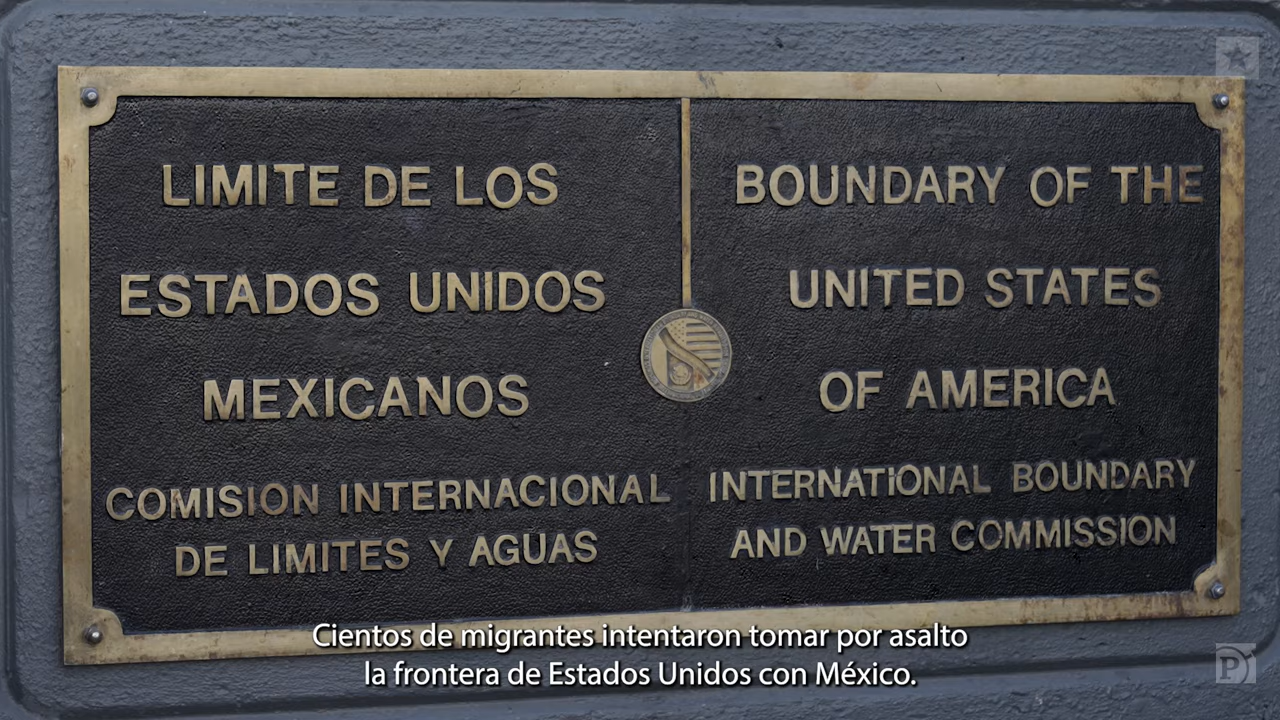 LIMITE DE LOS
ESTADOS UNIDOS
MEXICANOS
COMISION INTERNACIONAL
DE LIMITES Y AGUAS
BOUNDARY OF THE
UNITED STATES
OF AMERICA
INTERNATIONAL BOUNDARY
AND WATER COMMISSION
Cientos de migrantes intentaron tomar por asalto
la frontera de Estados Unidos con México.
P